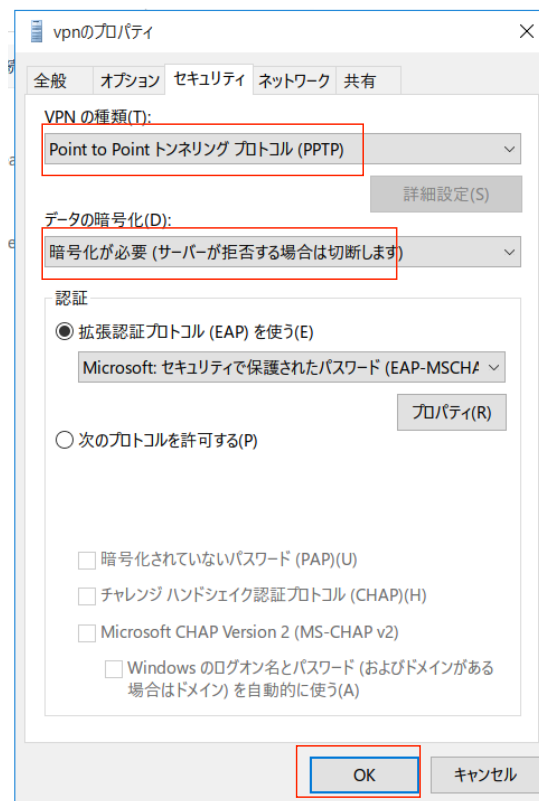 vpnのプロパティ
全般 オプション セキュリティ ネットワーク 共有
VPN の種類(T):
Point to Point トンネリング プロトコル (PPTP)
詳細設定(S)
データの暗号化(D):
暗号化が必要 (サーバーが拒否する場合は切断します)
認証
拡張認証プロトコル (EAP) を使う(E)
Microsoft: セキュリティで保護されたパスワード (EAP-MSCHA
プロパティ(R)
次のプロトコルを許可する(P)
暗号化されていないパスワード (PAP)(U)
チャレンジ ハンドシェイク認証プロトコル (CHAP)(H)
Microsoft CHAP Version 2 (MS-CHAP v2)
Windows のログオン名とパスワード (およびドメインがある
場合はドメイン) を自動的に使う(A)
OK キャンセル